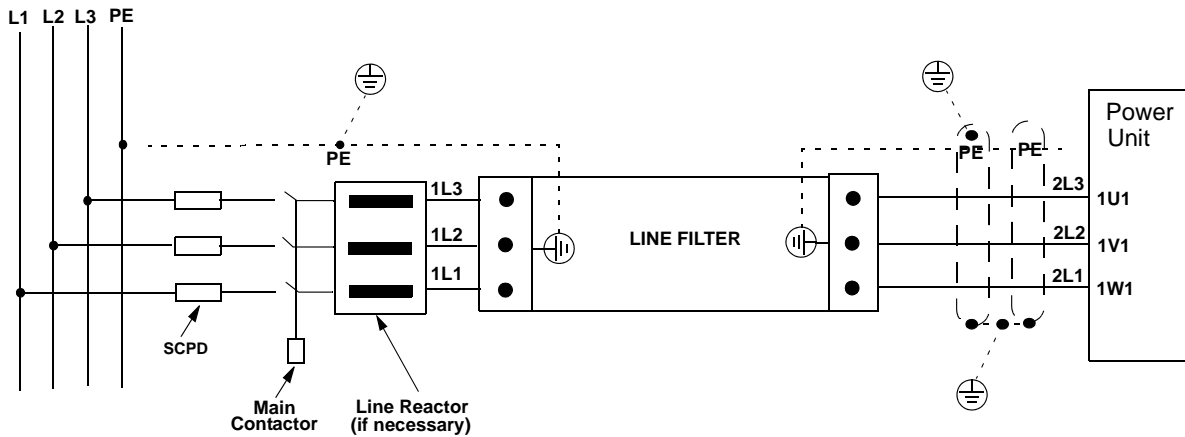 L1 L2 L3 PE
Power
Unit
PE
PE
PE
1L3
2L3
1U1
1L2
LINE FILTER
2L2
1V1
1L1
2L1
1W1
SCPD
Main
Contactor
Line Reactor
(if necessary)